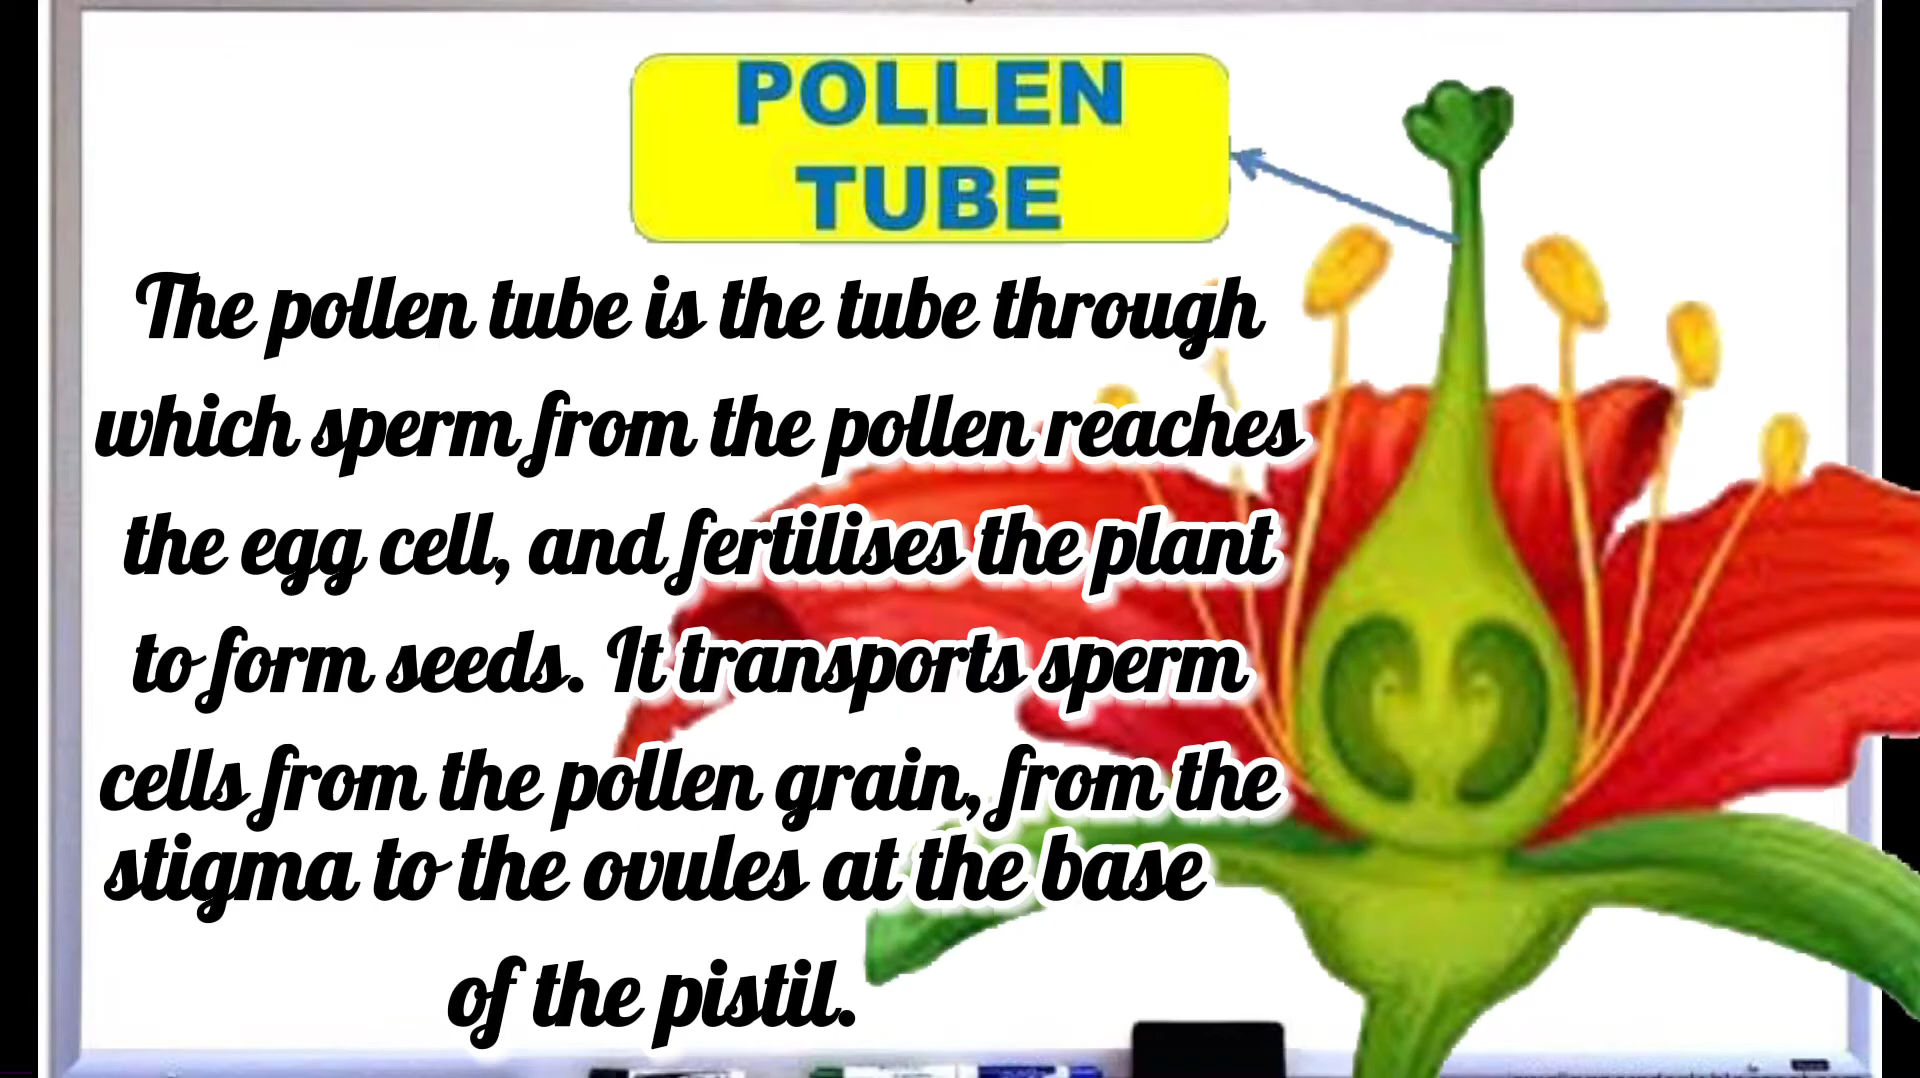 POLLEN
TUBE
The pollen tube is the tube through
which sperm from the pollen reaches
the egg cell, and fertilises the plant
to form seeds. It transports sperm
cells from the pollen grain, from the
stigma to the ovules at the base
of the pistil.